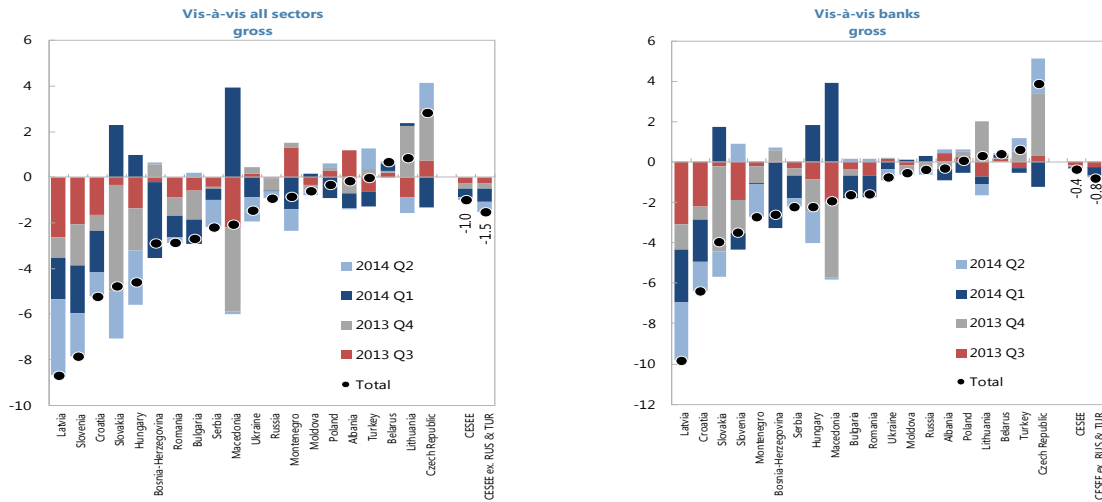 Vis-à-vis all sectors
gross
6
4
2
0
-2
-4
-6
-8
-10
2014 Q2
2014 Q1
2013 Q4
2013 Q3
Total
-1.0
-1.5
Latvia
Slovenia
Croatia
Slovakia
Hungary
Bosnia-Herzegovina
Romania
Bulgaria
Serbia
Macedonia
Ukraine
Russia
Montenegro
Moldova
Poland
Albania
Turkey
Belarus
Lithuania
Czech Republic
CESEE
CESEE ex. RUS & TUR
Vis-à-vis banks
gross
6
4
2
0
-2
-4
-6
-8
-10
-12
2014 Q2
2014 Q1
2013 Q4
2013 Q3
Total
-0.4
-0.8
Latvia
Croatia
Slovakia
Slovenia
Montenegro
Bosnia-Herzegovina
Serbia
Hungary
Macedonia
Bulgaria
Romania
Ukraine
Moldova
Russia
Albania
Poland
Lithuania
Belarus
Turkey
Czech Republic
CESEE
CESEE ex. RUS & TUR